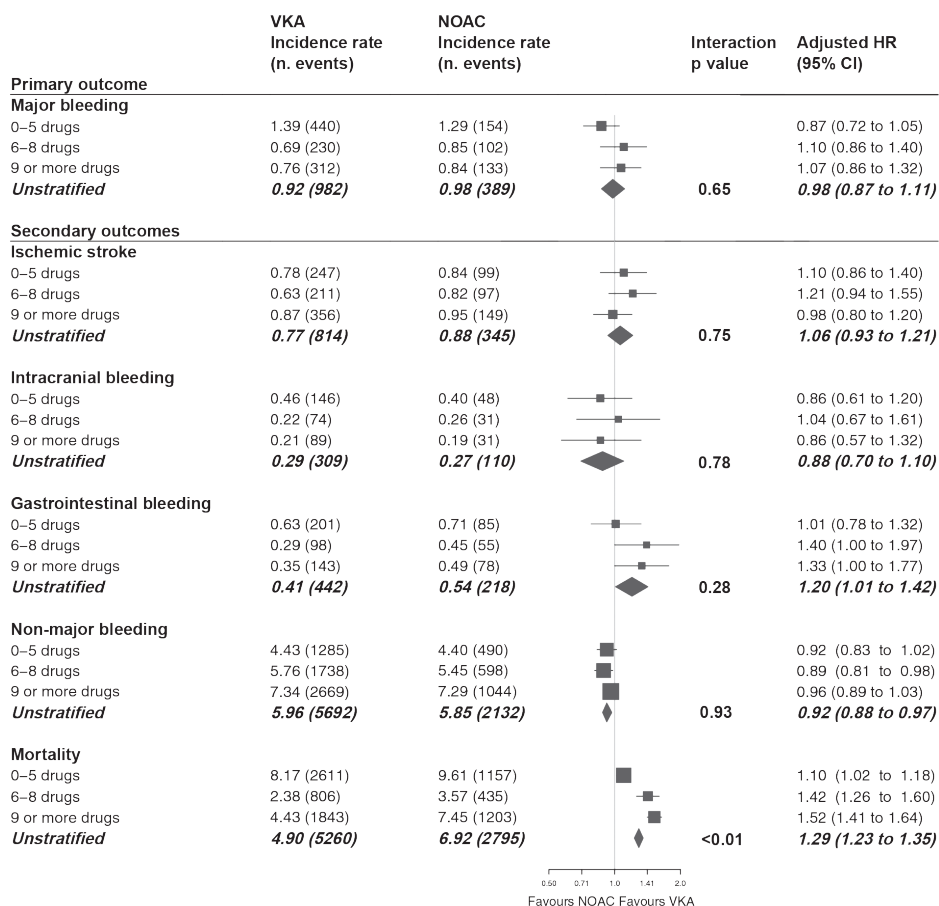 VKA NOAC
Incidence rate Incidence rate Interaction Adjusted HR
(n. events) (n. events) p value (95% CI)
Primary outcome
Major bleeding
0–5 drugs 1.39 (440) 1.29 (154) 0.87 (0.72 to 1.05)
6–8 drugs 0.69 (230) 0.85 (102) 1.10 (0.86 to 1.40)
9 or more drugs 0.76 (312) 0.84 (133) 1.07 (0.86 to 1.32)
Unstratified 0.92 (982) 0.98 (389) 0.65 0.98 (0.87 to 1.11)
Secondary outcomes
Ischemic stroke
0–5 drugs 0.78 (247) 0.84 (99) 1.10 (0.86 to 1.40)
6–8 drugs 0.63 (211) 0.82 (97) 1.21 (0.94 to 1.55)
9 or more drugs 0.87 (356) 0.95 (149) 0.98 (0.80 to 1.20)
Unstratified 0.77 (814) 0.88 (345) 0.75 1.06 (0.93 to 1.21)
Intracranial bleeding
0–5 drugs 0.46 (146) 0.40 (48) 0.86 (0.61 to 1.20)
6–8 drugs 0.22 (74) 0.26 (31) 1.04 (0.67 to 1.61)
9 or more drugs 0.21 (89) 0.19 (31) 0.86 (0.57 to 1.32)
Unstratified 0.29 (309) 0.27 (110) 0.78 0.88 (0.70 to 1.10)
Gastrointestinal bleeding
0–5 drugs 0.63 (201) 0.71 (85) 1.01 (0.78 to 1.32)
6–8 drugs 0.29 (98) 0.45 (55) 1.40 (1.00 to 1.97)
9 or more drugs 0.35 (143) 0.49 (78) 1.33 (1.00 to 1.77)
Unstratified 0.41 (442) 0.54 (218) 0.28 1.20 (1.01 to 1.42)
Non-major bleeding
0–5 drugs 4.43 (1285) 4.40 (490) 0.92 (0.83 to 1.02)
6–8 drugs 5.76 (1738) 5.45 (598) 0.89 (0.81 to 0.98)
9 or more drugs 7.34 (2669) 7.29 (1044) 0.96 (0.89 to 1.03)
Unstratified 5.96 (5692) 5.85 (2132) 0.93 0.92 (0.88 to 0.97)
Mortality
0–5 drugs 8.17 (2611) 9.61 (1157) 1.10 (1.02 to 1.18)
6–8 drugs 2.38 (806) 3.57 (435) 1.42 (1.26 to 1.60)
9 or more drugs 4.43 (1843) 7.45 (1203) 1.52 (1.41 to 1.64)
Unstratified 4.90 (5260) 6.92 (2795) <0.01 1.29 (1.23 to 1.35)
0.50 0.71 1.0 1.41 2.0
Favours NOAC Favours VKA